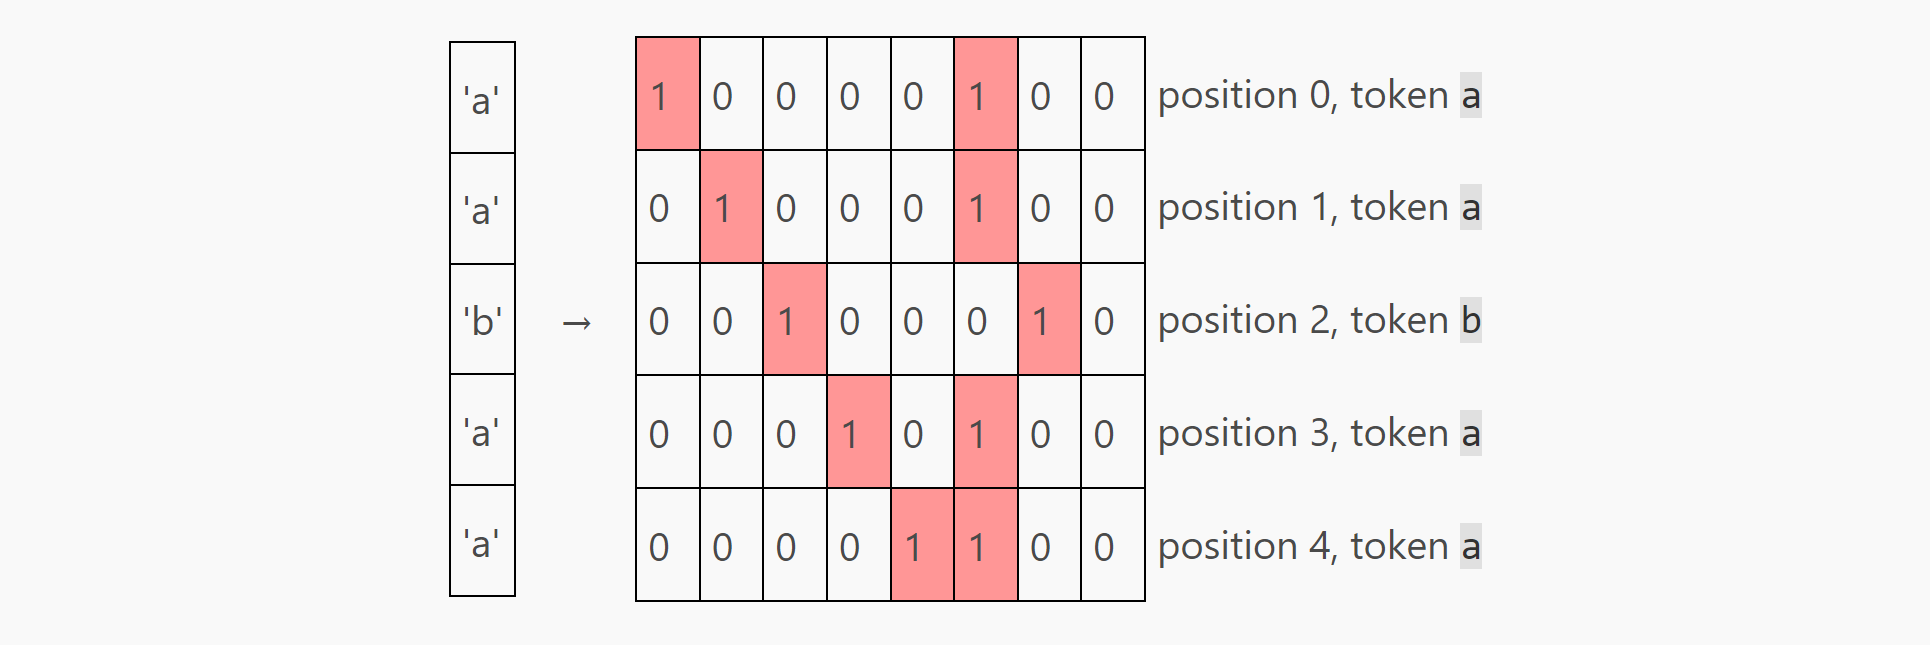 'a' 1 0 0 0 0 1 0 0 position 0, token a
'a' 0 1 0 0 0 1 0 0 position 1, token a
'b' → 0 0 1 0 0 0 1 0 position 2, token b
'a' 0 0 0 1 0 1 0 0 position 3, token a
'a' 0 0 0 0 1 1 0 0 position 4, token a